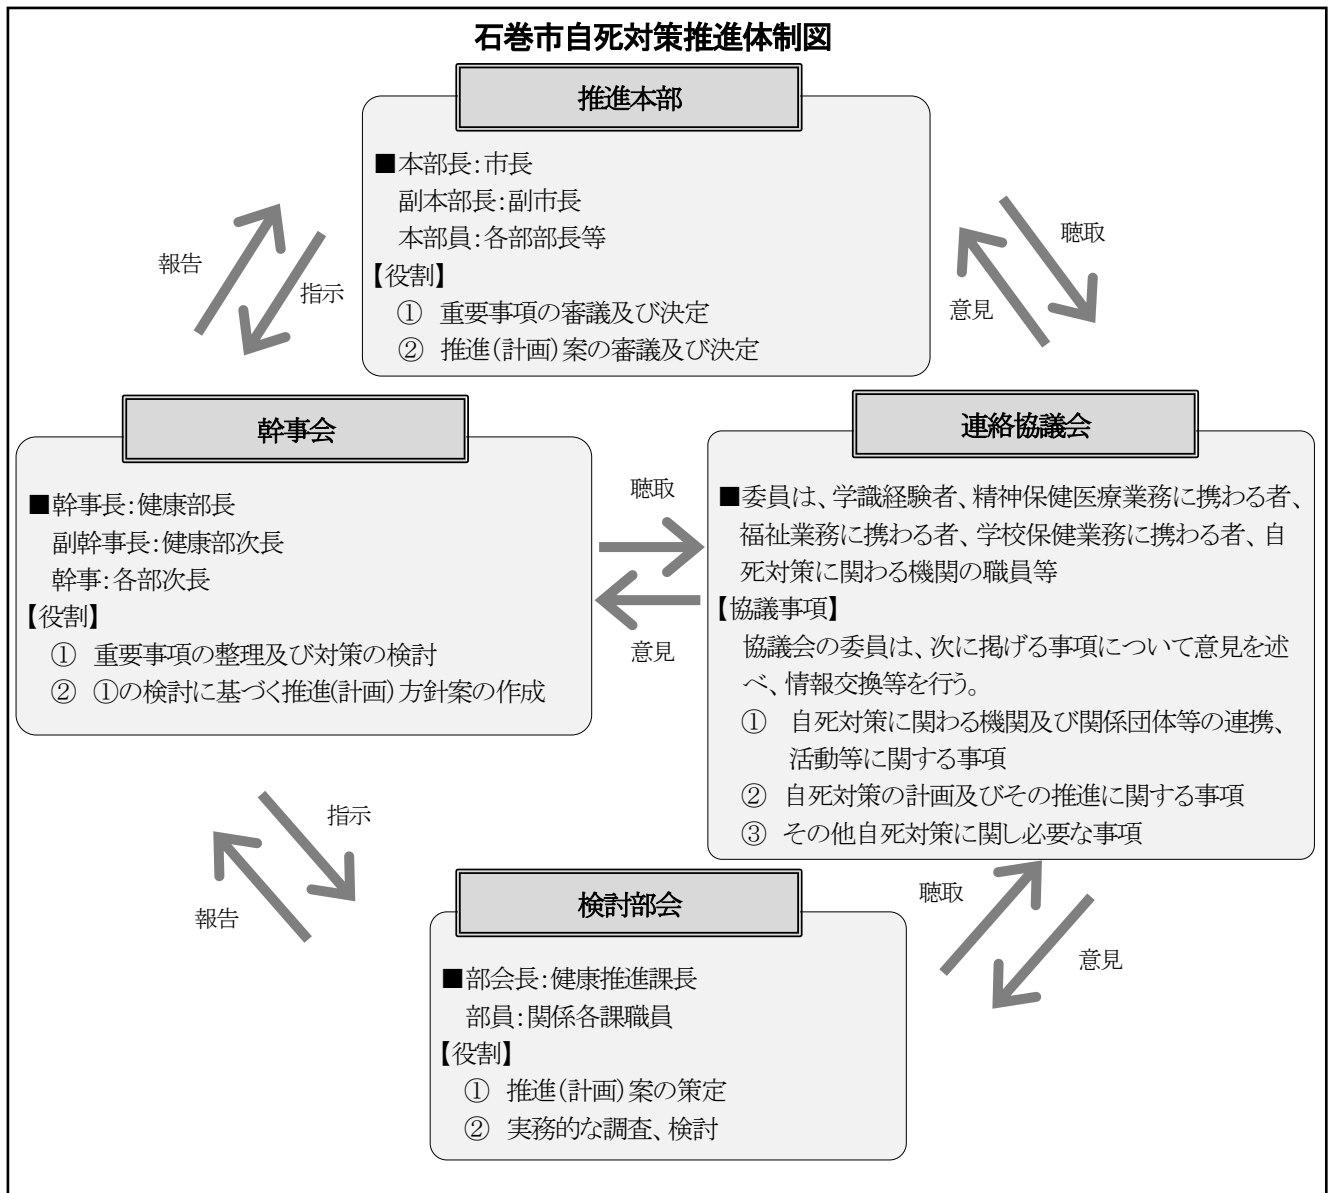 石巻市自死対策推進体制図
推進本部
■本部長：市長
副本部長：副市長
本部員：各部部長等
【役割】
① 重要事項の審議及び決定
② 推進(計画)案の審議及び決定
報告
指示
聴取
意見
幹事会
■幹事長：健康部長
副幹事長：健康部次長
幹事：各部次長
【役割】
① 重要事項の整理及び対策の検討
② ①の検討に基づく推進(計画)方針案の作成
聴取
意見
連絡協議会
■委員は、学識経験者、精神保健医療業務に携わる者、
福祉業務に携わる者、学校保健業務に携わる者、自
死対策に関わる機関の職員等
【協議事項】
協議会の委員は、次に掲げる事項について意見を述
べ、情報交換等を行う。
① 自死対策に関わる機関及び関係団体等の連携、
活動等に関する事項
② 自死対策の計画及びその推進に関する事項
③ その他自死対策に関し必要な事項
指示
報告
聴取
意見
検討部会
■部会長：健康推進課長
部員：関係各課職員
【役割】
① 推進(計画)案の策定
② 実務的な調査、検討